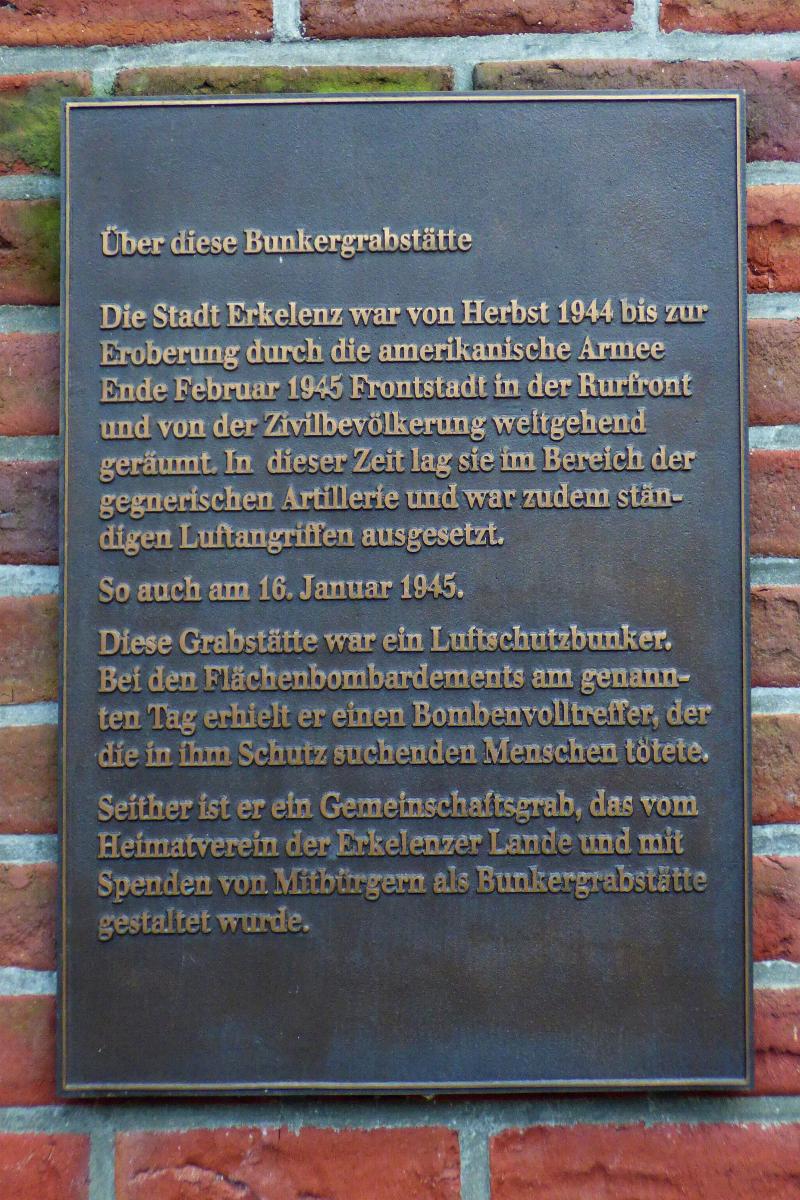 Über diese Bunkergrabstätte
Die Stadt Erkelenz war von Herbst 1944 bis zur
Eroberung durch die amerikanische Armee
Ende Februar 1945 Frontstadt in der Rurfront
und von der Zivilbevölkerung weitgehend
geräumt. In dieser Zeit lag sie im Bereich der
gegnerischen Artillerie und war zudem stän-
digen Luftangriffen ausgesetzt.
So auch am 16. Januar 1945.
Diese Grabstätte war ein Luftschutzbunker.
Bei den Flächenbombardements am genann-
ten Tag erhielt er einen Bombenvolltreffer, der
die in ihm Schutz suchenden Menschen tötete.
Seither ist er ein Gemeinschaftsgrab, das vom
Heimatverein der Erkelenzer Lande und mit
Spenden von Mitbürgern als Bunkergrabstätte
gestaltet wurde.